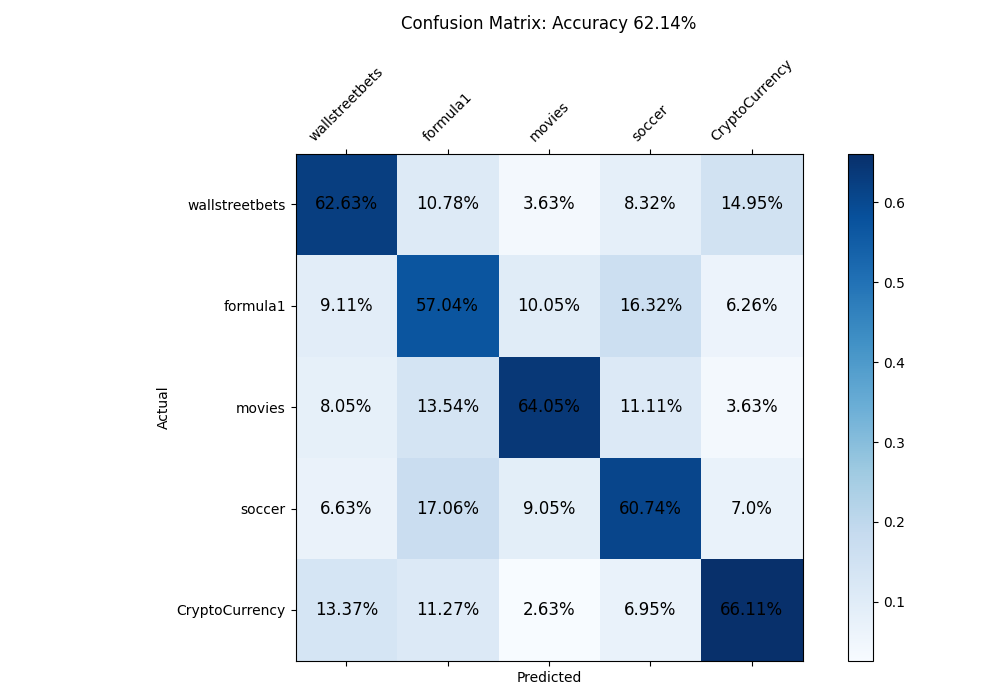 Confusion Matrix: Accuracy 62.14%
wallstreetbets formula1 movies soccer CryptoCurrency
wallstreetbets 62.63% 10.78% 3.63% 8.32% 14.95%
formula1 9.11% 57.04% 10.05% 16.32% 6.26%
movies 8.05% 13.54% 64.05% 11.11% 3.63%
soccer 6.63% 17.06% 9.05% 60.74% 7.0%
CryptoCurrency 13.37% 11.27% 2.63% 6.95% 66.11%
Actual
Predicted
0.6
0.5
0.4
0.3
0.2
0.1